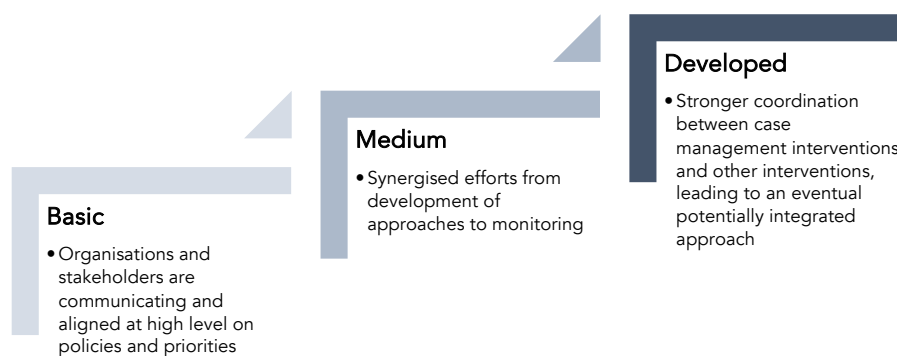 Basic
• Organisations and
stakeholders are
communicating and
aligned at high level on
policies and priorities
Medium
• Synergised efforts from
development of
approaches to monitoring
Developed
• Stronger coordination
between case
management interventions
and other interventions,
leading to an eventual
potentially integrated
approach